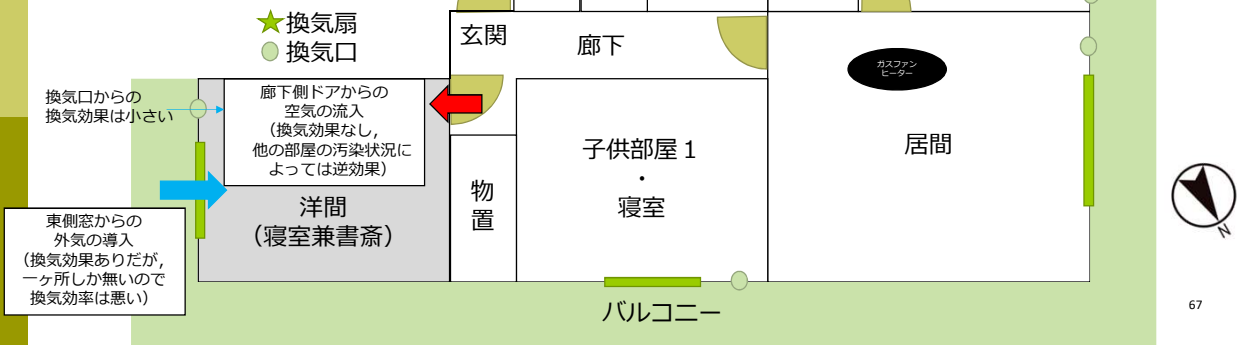 換気扇
換気口
換気口からの
換気効果は小さい
廊下側ドアからの
空気の流入
（換気効果なし，
他の部屋の汚染状況に
よっては逆効果）
東側窓からの
外気の導入
（換気効果ありだが，
一ヶ所しか無いので
換気効率は悪い）
洋間
（寝室兼書斎）
玄関
廊下
物
置
子供部屋１
・
寝室
ガスファン
ヒーター
居間
バルコニー
N
67